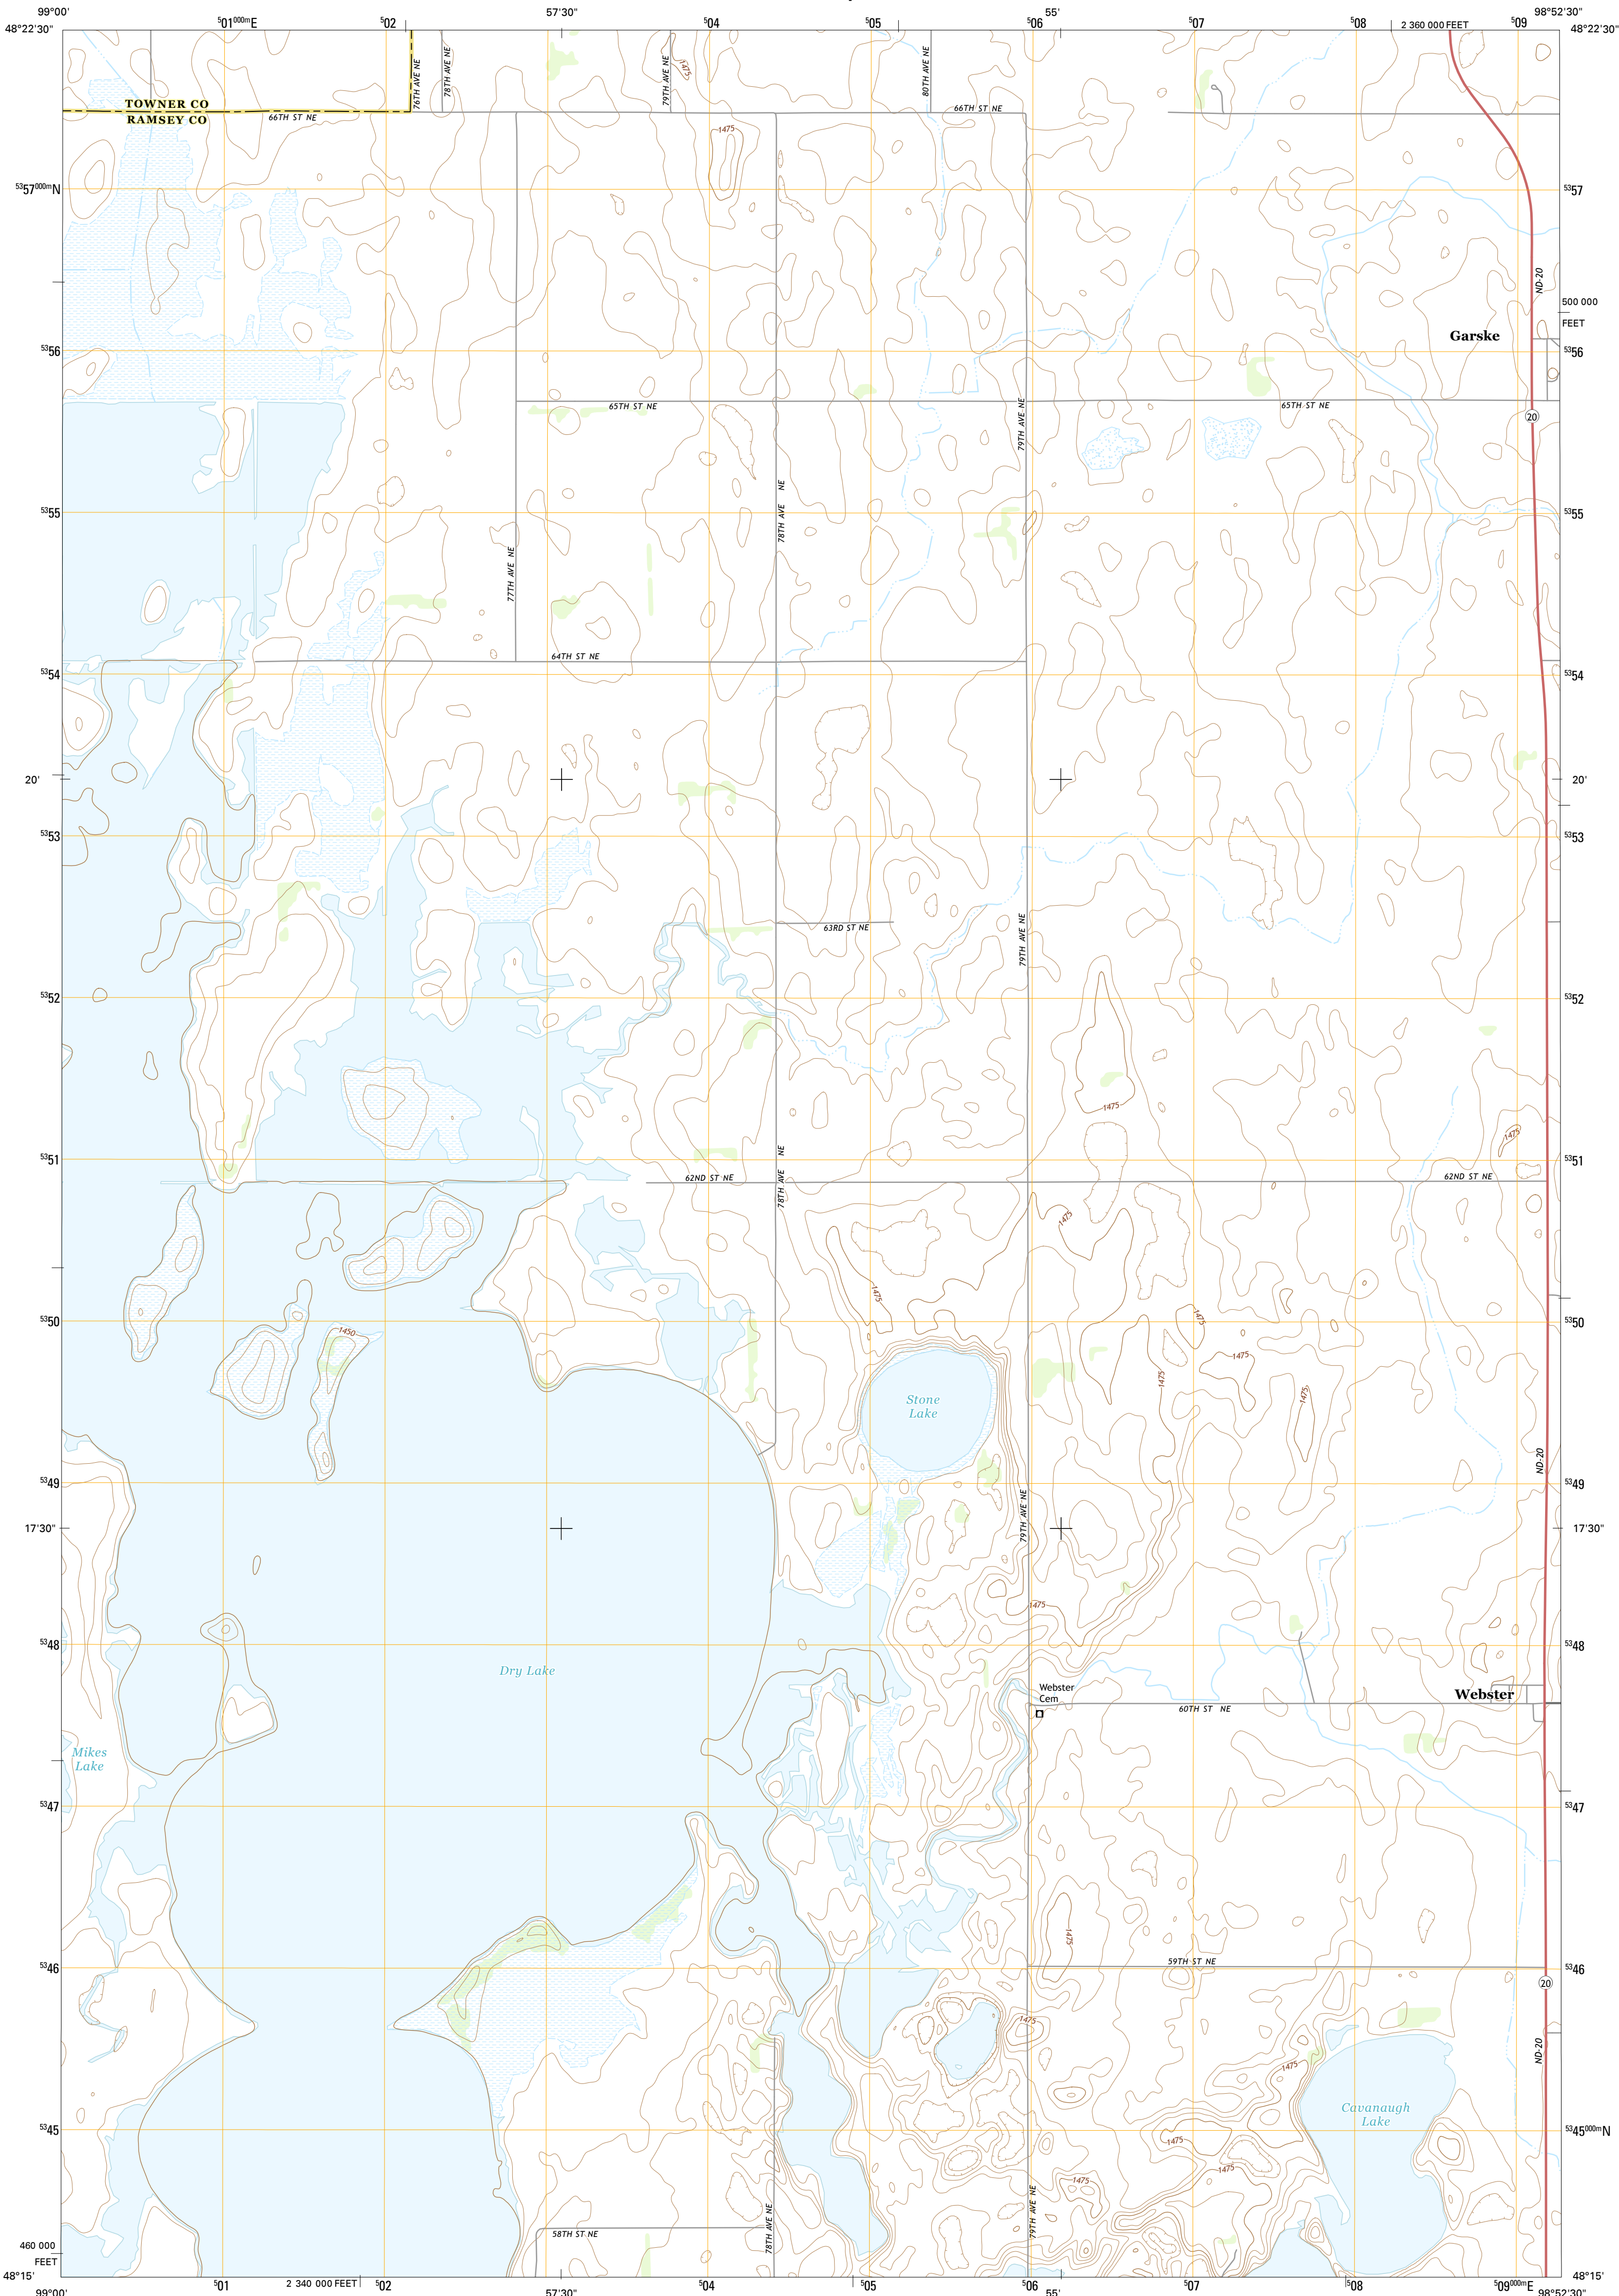 99°00'
⁵01⁰⁰⁰ᵐE
⁵02
57'30"
⁵04
⁵05
⁵06
55'
⁵07
⁵08
2 360 000 FEET
⁵09
98°52'30"
48°22'30"
48°22'30"
76TH AVE NE
78TH AVE NE
79TH AVE NE
1475
80TH AVE NE
TOWNER CO
RAMSEY CO
66TH ST NE
66TH ST NE
1475
⁵³57⁰⁰⁰ᵐN
⁵³57
ND-20
500 000
FEET
Garske
⁵³56
⁵³56
65TH ST NE
65TH ST NE
20
79TH AVE NE
78TH AVE NE
⁵³55
⁵³55
77TH AVE NE
64TH ST NE
⁵³54
⁵³54
20'
20'
⁵³53
⁵³53
63RD ST NE
79TH AVE NE
⁵³52
⁵³52
1475
1475
⁵³51
⁵³51
62ND ST NE
78TH AVE NE
62ND ST NE
1475
1475
1475
⁵³50
⁵³50
1450
1475
1475
1475
Stone
Lake
ND-20
⁵³49
⁵³49
79TH AVE NE
17'30"
17'30"
1475
⁵³48
⁵³48
Dry Lake
Webster
Cem
Webster
60TH ST NE
Mikes
Lake
⁵³47
⁵³47
1475
59TH ST NE
⁵³46
⁵³46
20
1475
ND-20
1475
Cavanaugh
Lake
⁵³45
⁵³45⁰⁰⁰ᵐN
1475
1475
1475
78TH AVE NE
79TH AVE NE
58TH ST NE
460 000
FEET
48°15'
48°15'
99°00'
⁵01
2 340 000 FEET
⁵02
57'30"
⁵04
⁵05
⁵06
55'
⁵07
⁵08
⁵09⁰⁰⁰ᵐE
98°52'30"